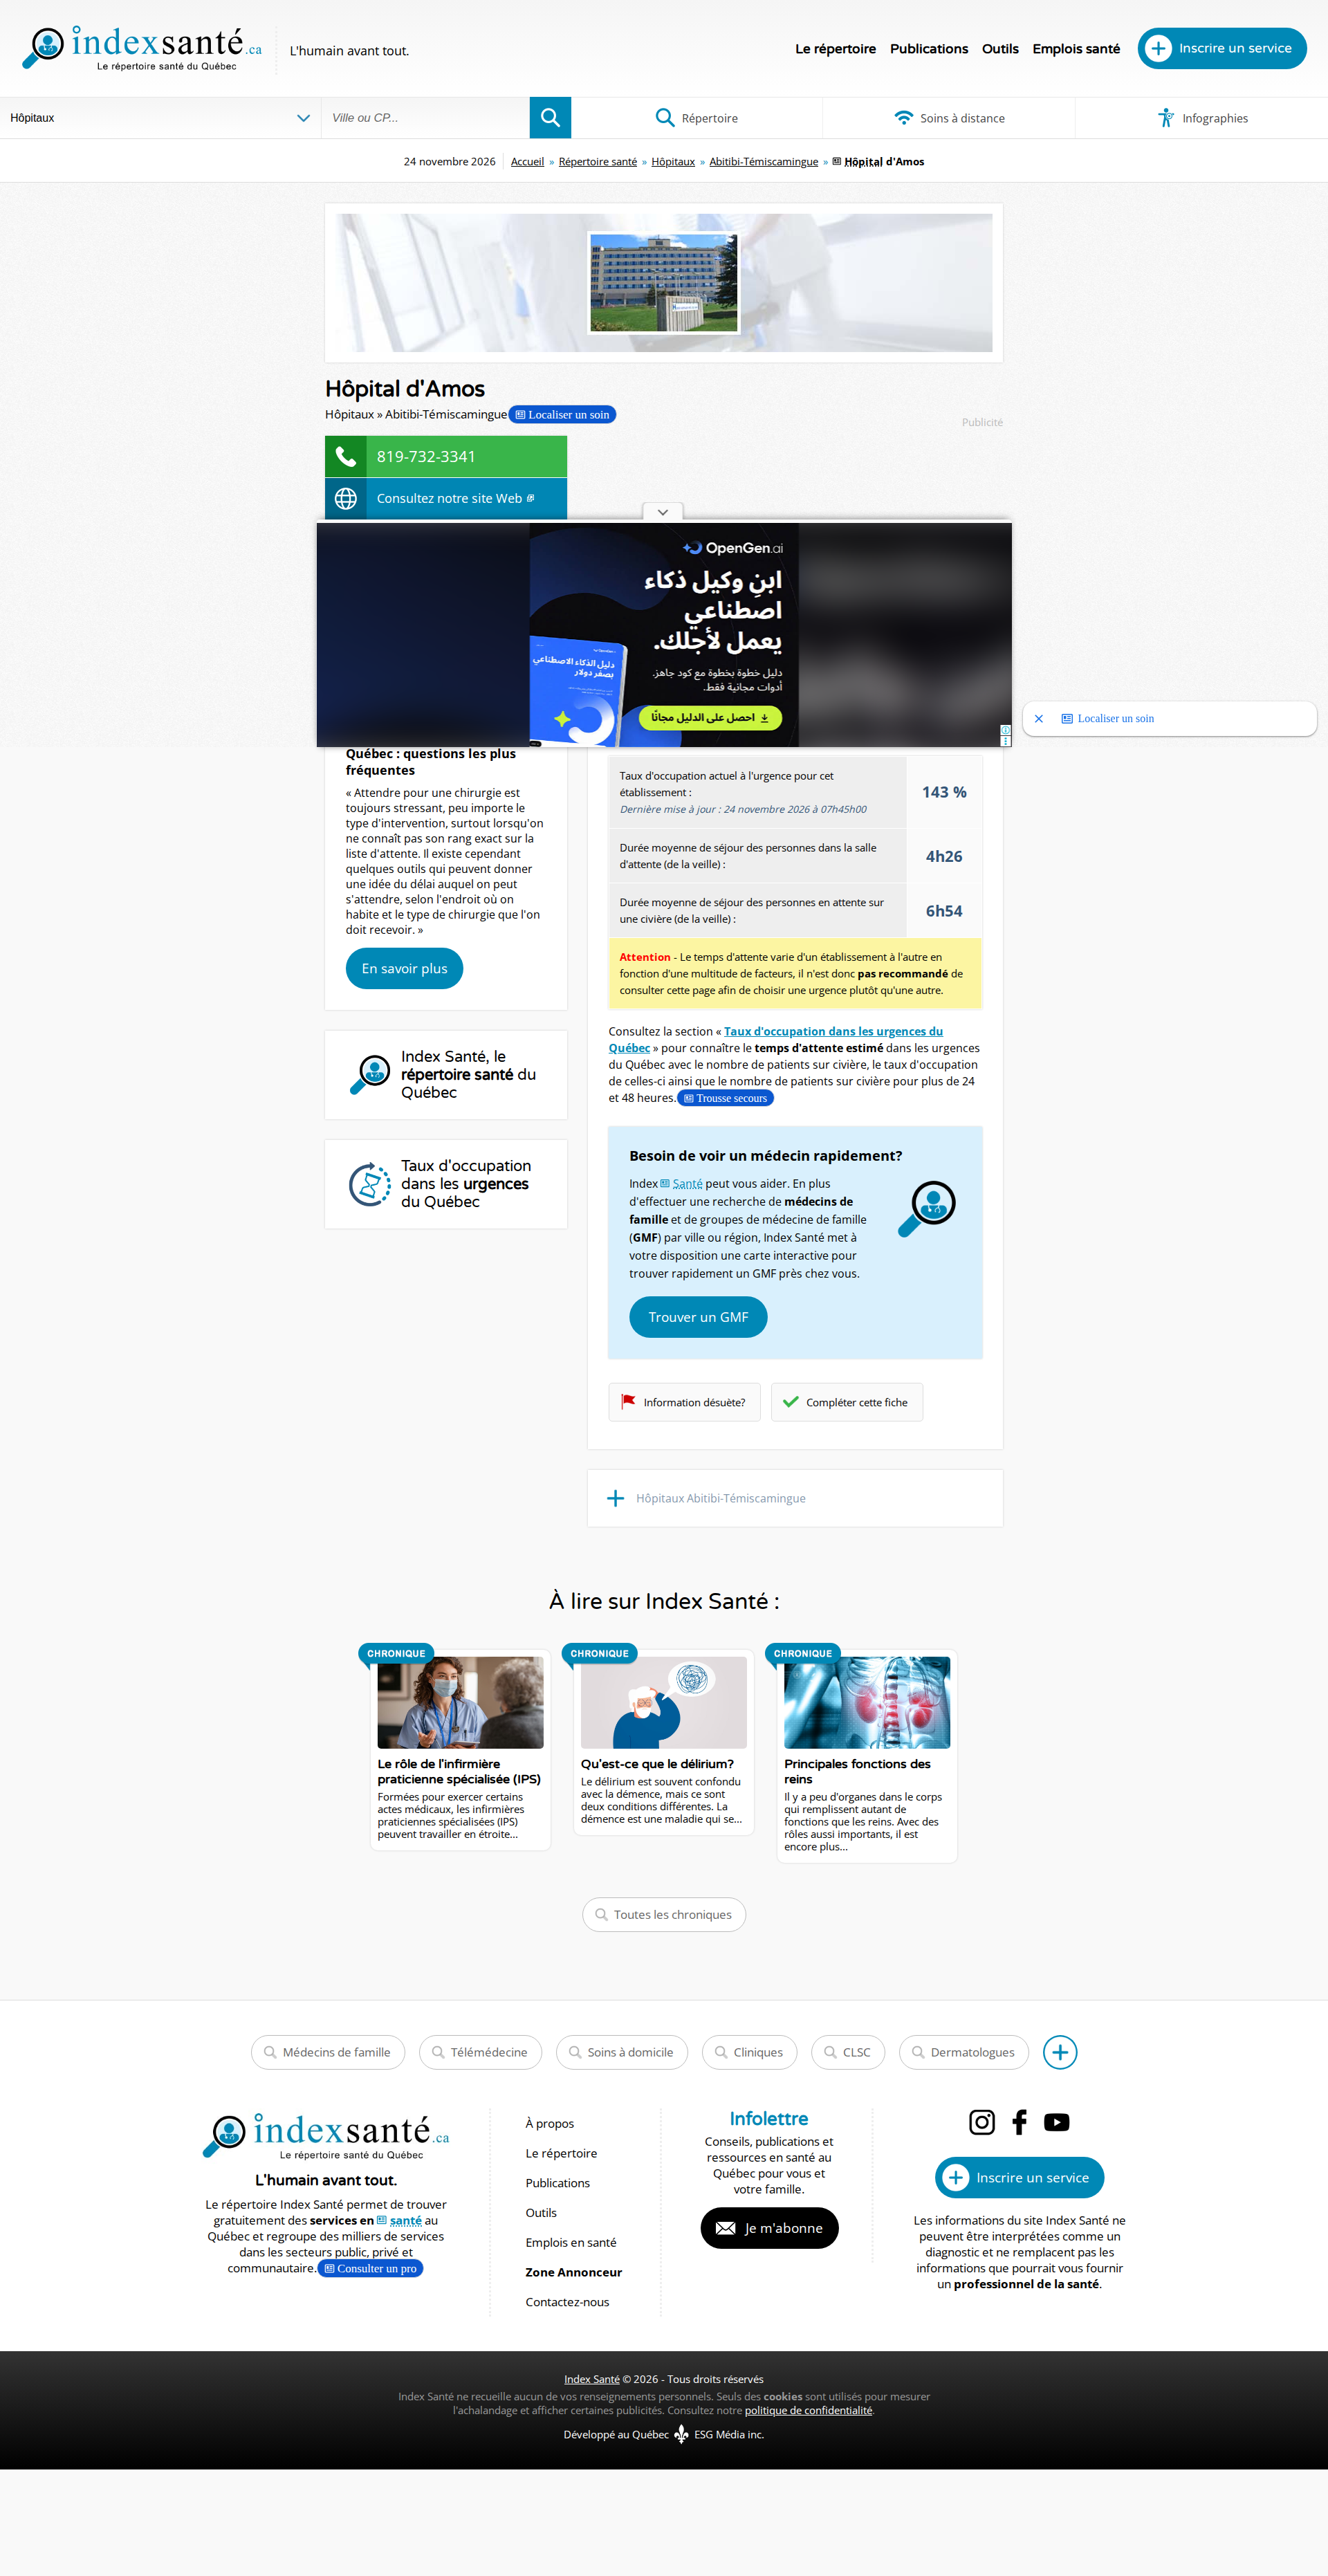 indexsanté.ca
Le répertoire santé du Québec
L'humain avant tout.
Le répertoire
Publications
Outils
Emplois santé
Inscrire un service
Hôpitaux
Ville ou CP...
Répertoire
Soins à distance
Infographies
24 novembre 2026
Accueil » Répertoire santé » Hôpitaux » Abitibi-Témiscamingue » Hôpital d'Amos
Hôpital d'Amos
Hôpitaux » Abitibi-Témiscamingue Localiser un soin
Publicité
819-732-3341
Consultez notre site Web
OpenGen.ai
ابنِ وكيل ذكاء
اصطناعي
يعمل لأجلك.
دليل خطوة بخطوة مع كود جاهز.
أدوات مجانية فقط.
احصل على الدليل مجانًا
دليل الذكاء الاصطناعي
بصفر دولار
Localiser un soin
Québec : questions les plus
fréquentes
« Attendre pour une chirurgie est
toujours stressant, peu importe le
type d'intervention, surtout lorsqu'on
ne connaît pas son rang exact sur la
liste d'attente. Il existe cependant
quelques outils qui peuvent donner
une idée du délai auquel on peut
s'attendre, selon l'endroit où on
habite et le type de chirurgie que l'on
doit recevoir. »
En savoir plus
Index Santé, le
répertoire santé du
Québec
Taux d'occupation
dans les urgences
du Québec
Taux d'occupation actuel à l'urgence pour cet
établissement :
Dernière mise à jour : 24 novembre 2026 à 07h45h00
143 %
Durée moyenne de séjour des personnes dans la salle
d'attente (de la veille) :
4h26
Durée moyenne de séjour des personnes en attente sur
une civière (de la veille) :
6h54
Attention - Le temps d'attente varie d'un établissement à l'autre en
fonction d'une multitude de facteurs, il n'est donc pas recommandé de
consulter cette page afin de choisir une urgence plutôt qu'une autre.
Consultez la section « Taux d'occupation dans les urgences du
Québec » pour connaître le temps d'attente estimé dans les urgences
du Québec avec le nombre de patients sur civière, le taux d'occupation
de celles-ci ainsi que le nombre de patients sur civière pour plus de 24
et 48 heures. Trousse secours
Besoin de voir un médecin rapidement?
Index Santé peut vous aider. En plus
d'effectuer une recherche de médecins de
famille et de groupes de médecine de famille
(GMF) par ville ou région, Index Santé met à
votre disposition une carte interactive pour
trouver rapidement un GMF près chez vous.
Trouver un GMF
Information désuète?
Compléter cette fiche
Hôpitaux Abitibi-Témiscamingue
À lire sur Index Santé :
CHRONIQUE
Le rôle de l'infirmière
praticienne spécialisée (IPS)
Formées pour exercer certains
actes médicaux, les infirmières
praticiennes spécialisées (IPS)
peuvent travailler en étroite...
CHRONIQUE
Qu'est-ce que le délirium?
Le délirium est souvent confondu
avec la démence, mais ce sont
deux conditions différentes. La
démence est une maladie qui se...
CHRONIQUE
Principales fonctions des
reins
Il y a peu d'organes dans le corps
qui remplissent autant de
fonctions que les reins. Avec des
rôles aussi importants, il est
encore plus...
Toutes les chroniques
Médecins de famille
Télémédecine
Soins à domicile
Cliniques
CLSC
Dermatologues
indexsanté.ca
Le répertoire santé du Québec
L'humain avant tout.
Le répertoire Index Santé permet de trouver
gratuitement des services en santé au
Québec et regroupe des milliers de services
dans les secteurs public, privé et
communautaire. Consulter un pro
À propos
Le répertoire
Publications
Outils
Emplois en santé
Zone Annonceur
Contactez-nous
Infolettre
Conseils, publications et
ressources en santé au
Québec pour vous et
votre famille.
Je m'abonne
Inscrire un service
Les informations du site Index Santé ne
peuvent être interprétées comme un
diagnostic et ne remplacent pas les
informations que pourrait vous fournir
un professionnel de la santé.
Index Santé © 2026 - Tous droits réservés
Index Santé ne recueille aucun de vos renseignements personnels. Seuls des cookies sont utilisés pour mesurer
l'achalandage et afficher certaines publicités. Consultez notre politique de confidentialité.
Développé au Québec ESG Média inc.